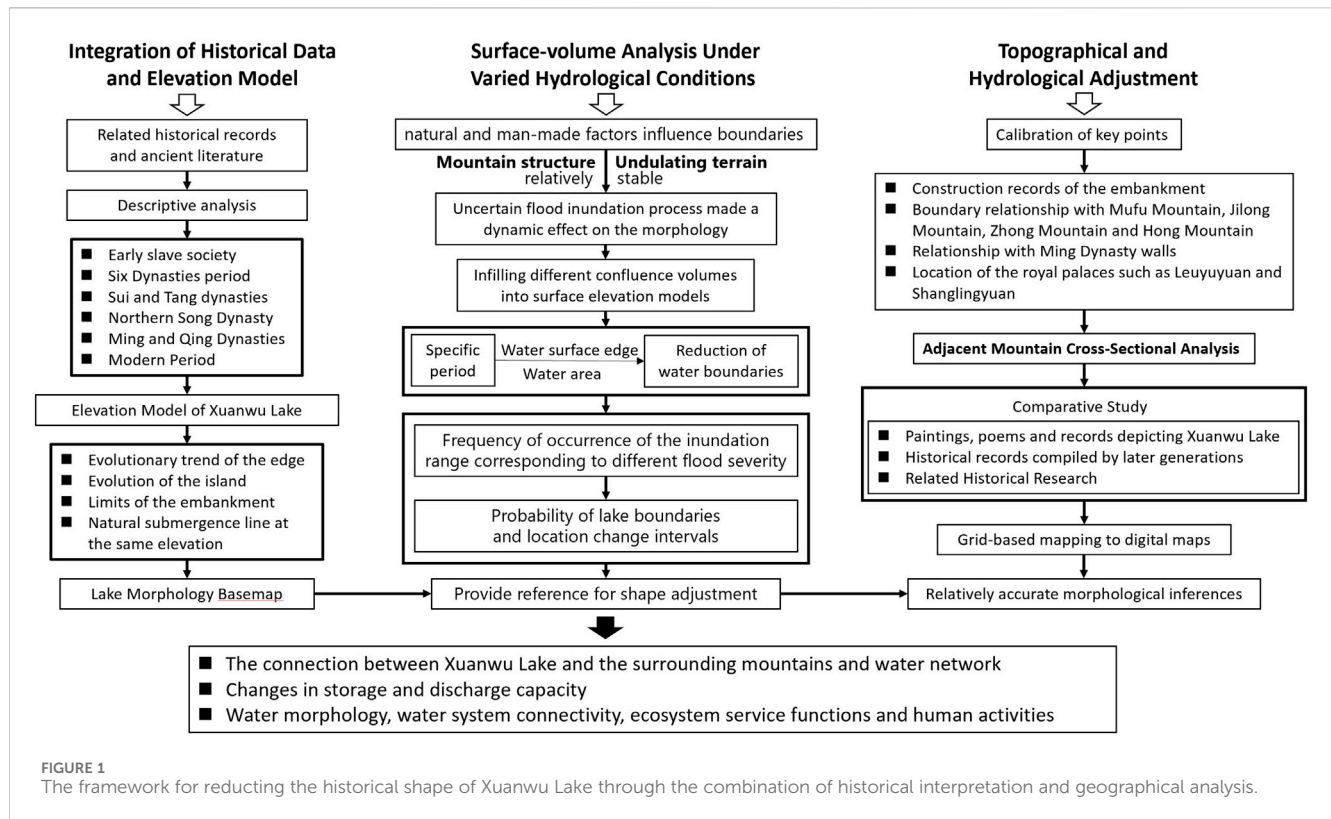 Integration of Historical Data
and Elevation Model
Related historical records
and ancient literature
Descriptive analysis
■ Early slave society
■ Six Dynasties period
■ Sui and Tang dynasties
■ Northern Song Dynasty
■ Ming and Qing Dynasties
■ Modern Period
Elevation Model of Xuanwu Lake
■ Evolutionary trend of the edge
■ Evolution of the island
■ Limits of the embankment
■ Natural submergence line at
the same elevation
Lake Morphology Basemap
Surface-volume Analysis Under
Varied Hydrological Conditions
natural and man-made factors influence boundaries
Mountain structure Undulating terrain
relatively stable
Uncertain flood inundation process made a
dynamic effect on the morphology
Infilling different confluence volumes
into surface elevation models
Specific
period
Water surface edge
Water area
Reduction of
water boundaries
Frequency of occurrence of the inundation
range corresponding to different flood severity
Probability of lake boundaries
and location change intervals
Provide reference for shape adjustment
Topographical and
Hydrological Adjustment
Calibration of key points
■ Construction records of the embankment
■ Boundary relationship with Mufu Mountain, Jilong
Mountain, Zhong Mountain and Hong Mountain
■ Relationship with Ming Dynasty walls
■ Location of the royal palaces such as Leuyuyuan and
Shanglingyuan
Adjacent Mountain Cross-Sectional Analysis
Comparative Study
■ Paintings, poems and records depicting Xuanwu Lake
■ Historical records compiled by later generations
■ Related Historical Research
Grid-based mapping to digital maps
Relatively accurate morphological inferences
■ The connection between Xuanwu Lake and the surrounding mountains and water network
■ Changes in storage and discharge capacity
■ Water morphology, water system connectivity, ecosystem service functions and human activities
FIGURE 1
The framework for reducting the historical shape of Xuanwu Lake through the combination of historical interpretation and geographical analysis.